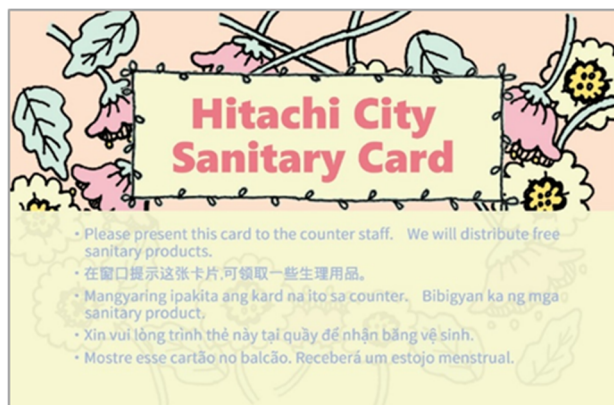 Hitachi City
Sanitary Card
・Please present this card to the counter staff. We will distribute free
sanitary products.
・在窗口提示这张卡片,可领取一些生理用品。
・Mangyaring ipakita ang kard na ito sa counter. Bibigyan ka ng mga
sanitary product.
・Xin vui lòng trình thẻ này tại quầy để nhận băng vệ sinh.
・Mostre esse cartão no balcão. Receberá um estojo menstrual.